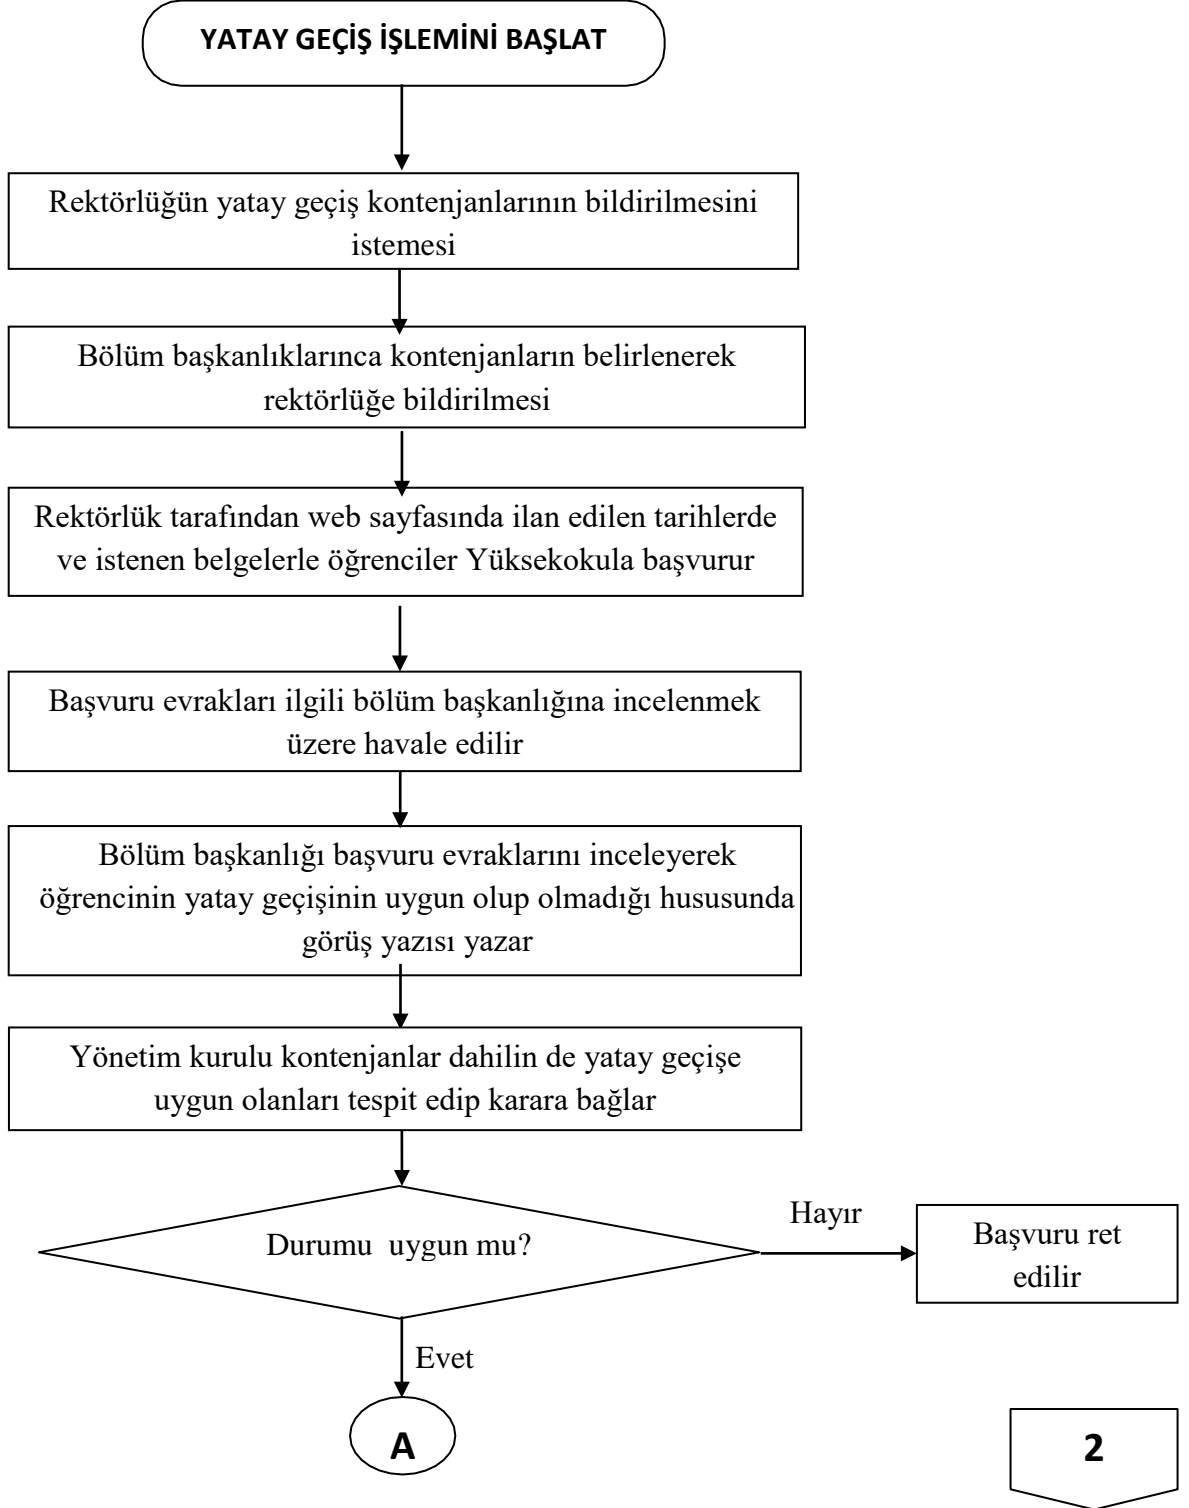 YATAY GEÇİŞ İŞLEMİNİ BAŞLAT
Rektörlüğün yatay geçiş kontenjanlarının bildirilmesini
istemesi
Bölüm başkanlıklarınca kontenjanların belirlenerek
rektörlüğe bildirilmesi
Rektörlük tarafından web sayfasında ilan edilen tarihlerde
ve istenen belgelerle öğrenciler Yüksekokula başvurur
Başvuru evrakları ilgili bölüm başkanlığına incelenmek
üzere havale edilir
Bölüm başkanlığı başvuru evraklarını inceleyerek
öğrencinin yatay geçişinin uygun olup olmadığı hususunda
görüş yazısı yazar
Yönetim kurulu kontenjanlar dahilin de yatay geçişe
uygun olanları tespit edip karara bağlar
Durumu uygun mu?
Hayır
Başvuru ret
edilir
Evet
A
2